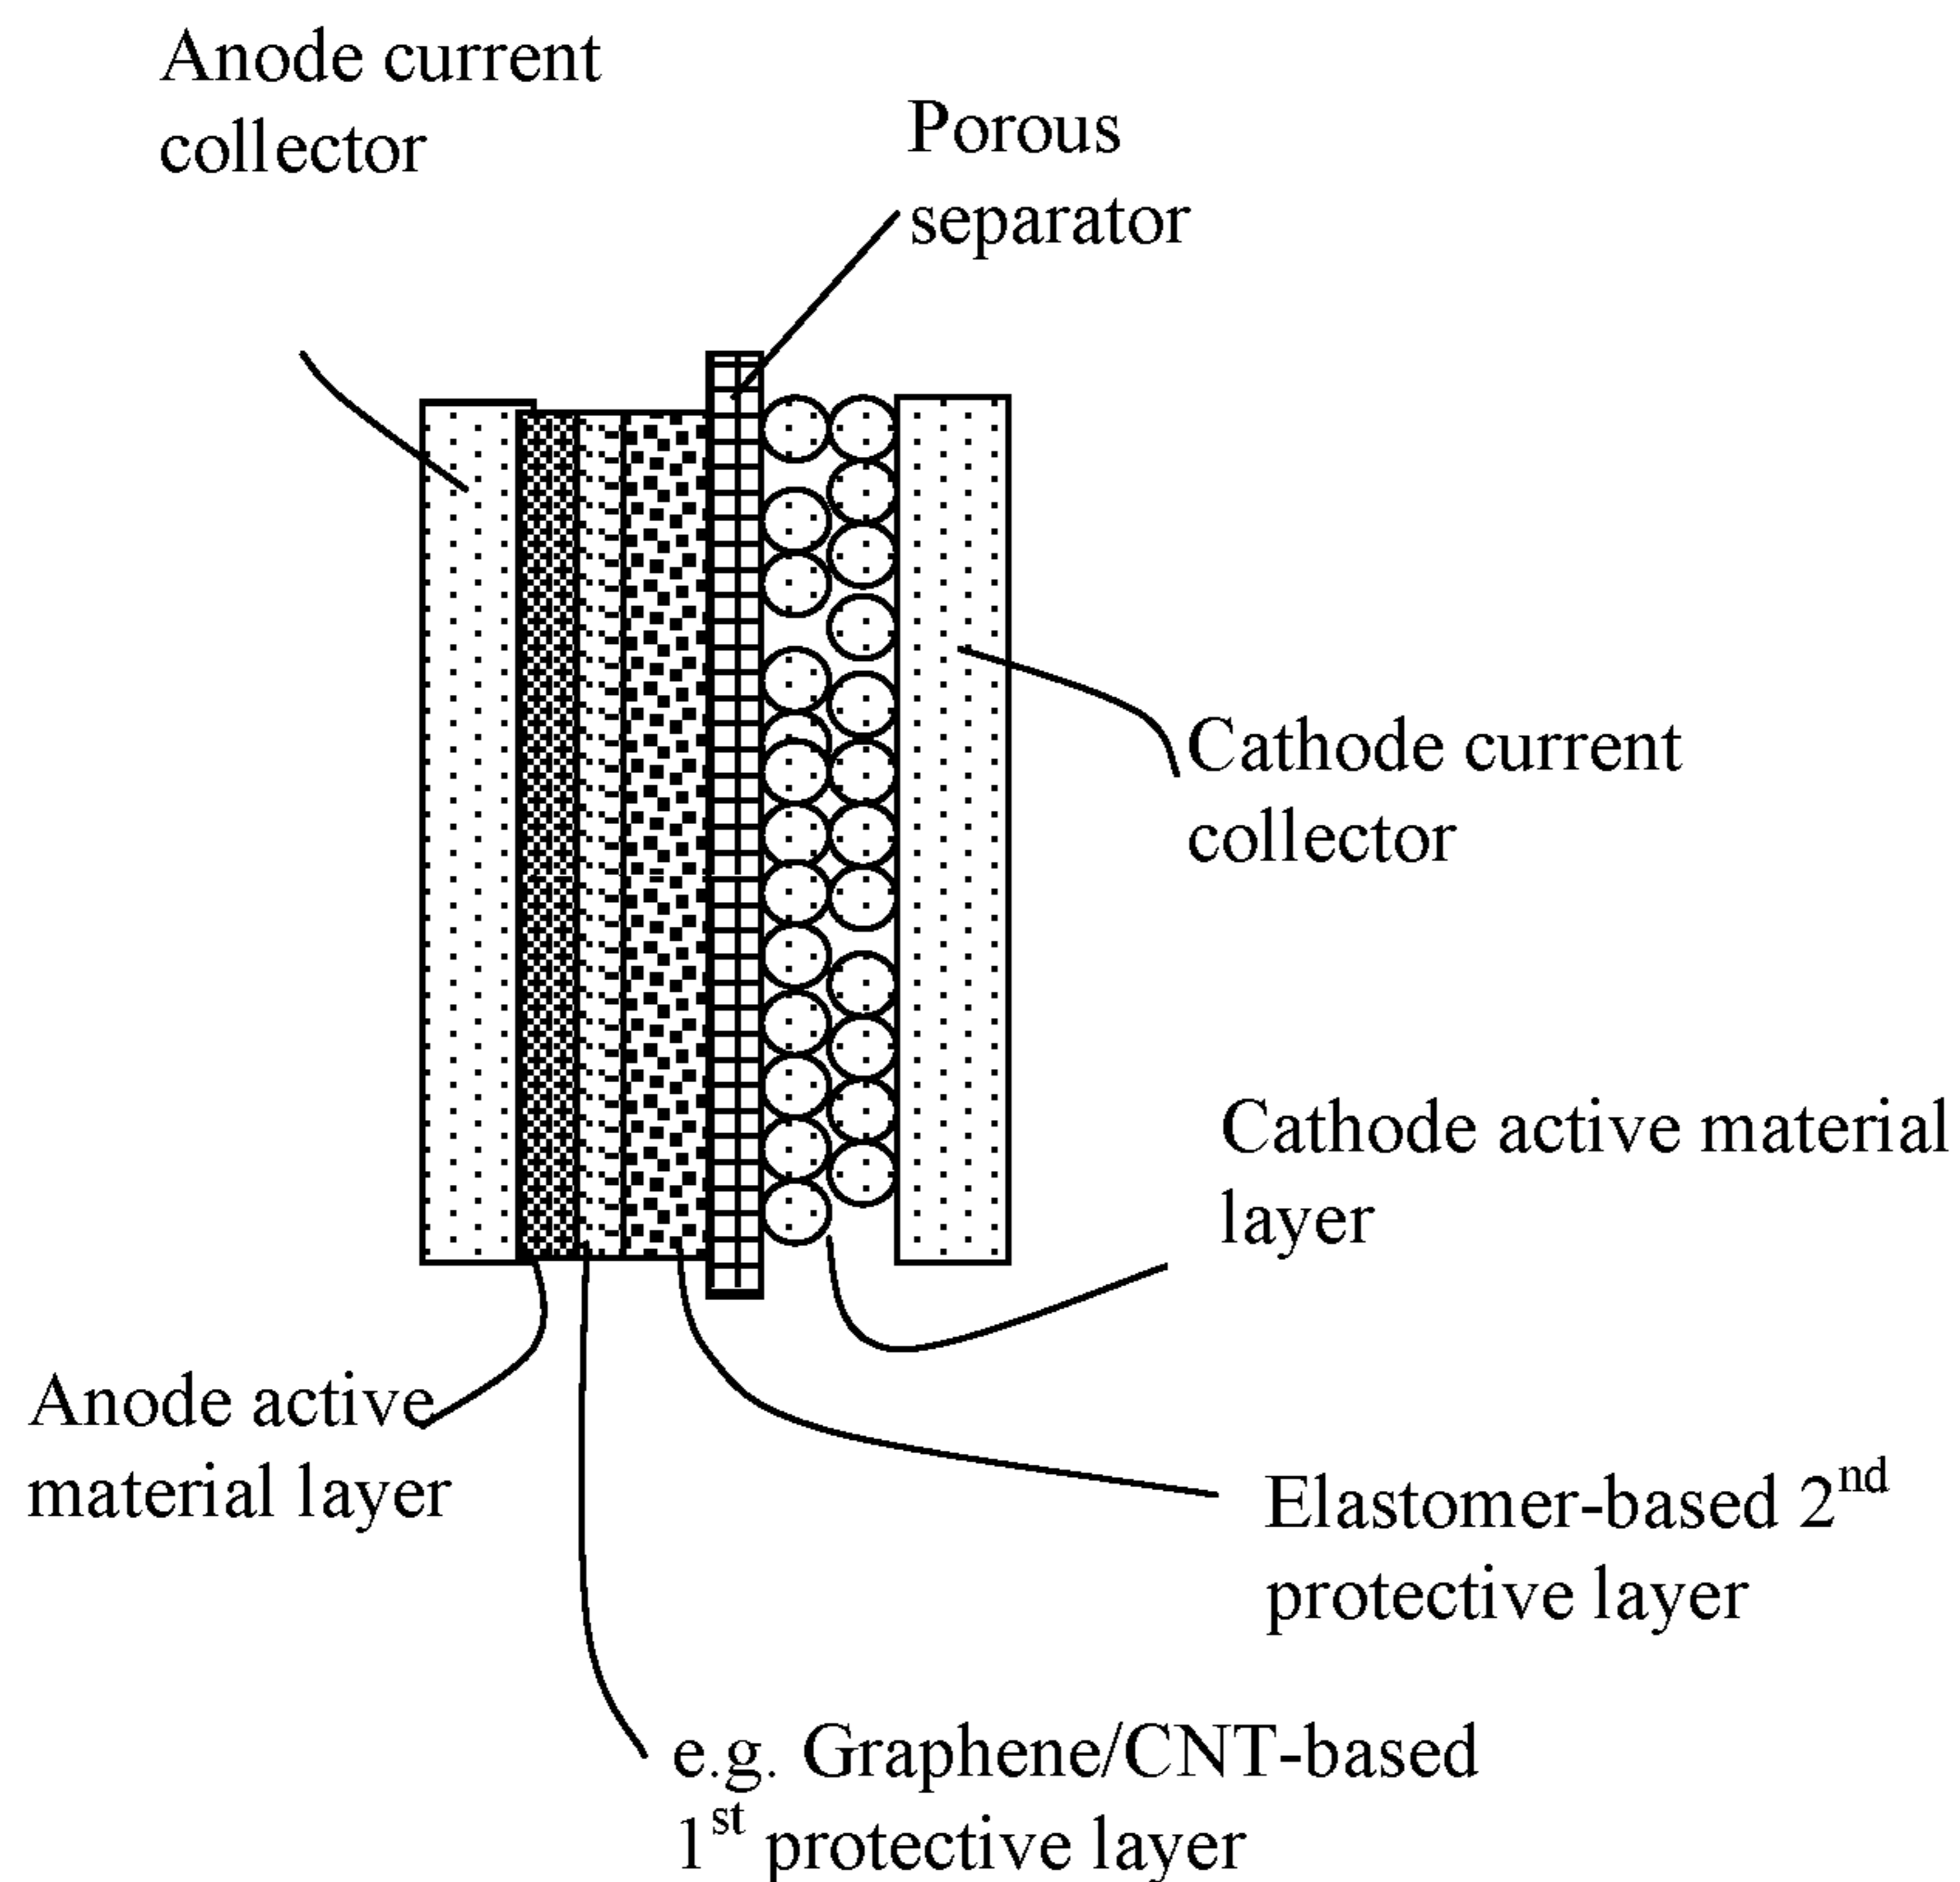 Anode current
collector
Porous
separator
Cathode current
collector
Cathode active material
layer
Anode active
material layer
Elastomer-based 2nd
protective layer
e.g. Graphene/CNT-based
1st protective layer